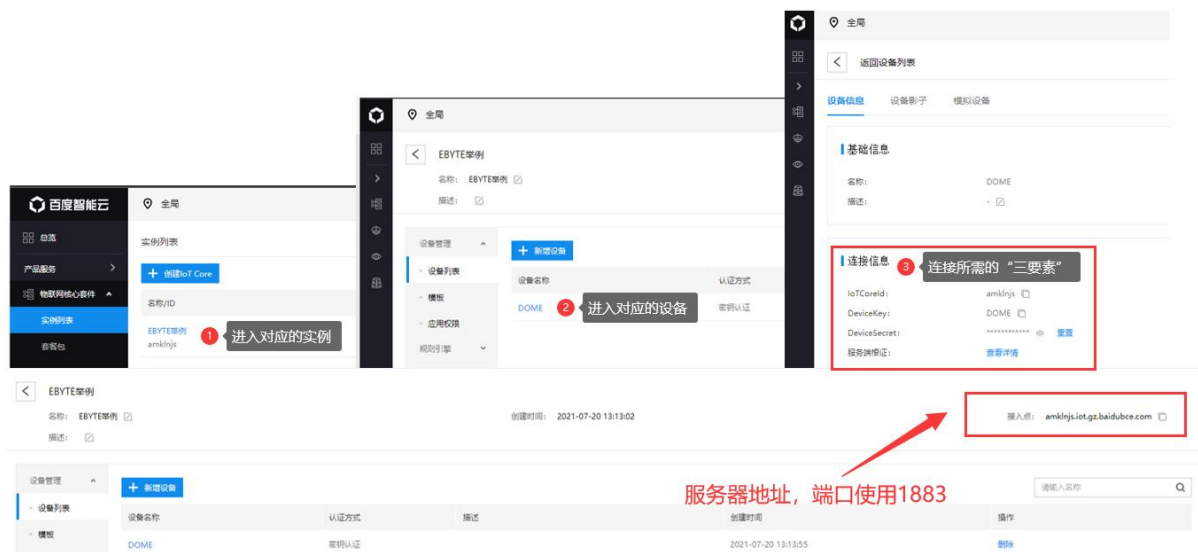 百度智能云
全局
总览
产品服务
物联网核心套件
实例列表
套餐包
实例列表
+ 创建IoT Core
名称/ID
EBYTE举例
amklnjs
1 进入对应的实例
全局
EBYTE举例
名称: EBYTE举例
描述:
设备管理
设备列表
模板
应用权限
规则引擎
+ 新增设备
设备名称 认证方式
DOME 密钥认证
2 进入对应的设备
全局
返回设备列表
设备信息 设备影子 模拟设备
基础信息
名称: DOME
描述: -
连接信息
3 连接所需的“三要素”
IoTCoreId: amklnjs
DeviceKey: DOME
DeviceSecret: ************ 重置
服务端根证: 查看详情
EBYTE举例
名称: EBYTE举例
创建时间: 2021-07-20 13:13:02
接入点: amklnjs.iot.gz.baidubce.com
描述:
设备管理
设备列表
模板
+ 新增设备
服务器地址，端口使用1883
请输入名称
设备名称 认证方式 描述 创建时间 操作
DOME 密钥认证 2021-07-20 13:13:55 删除